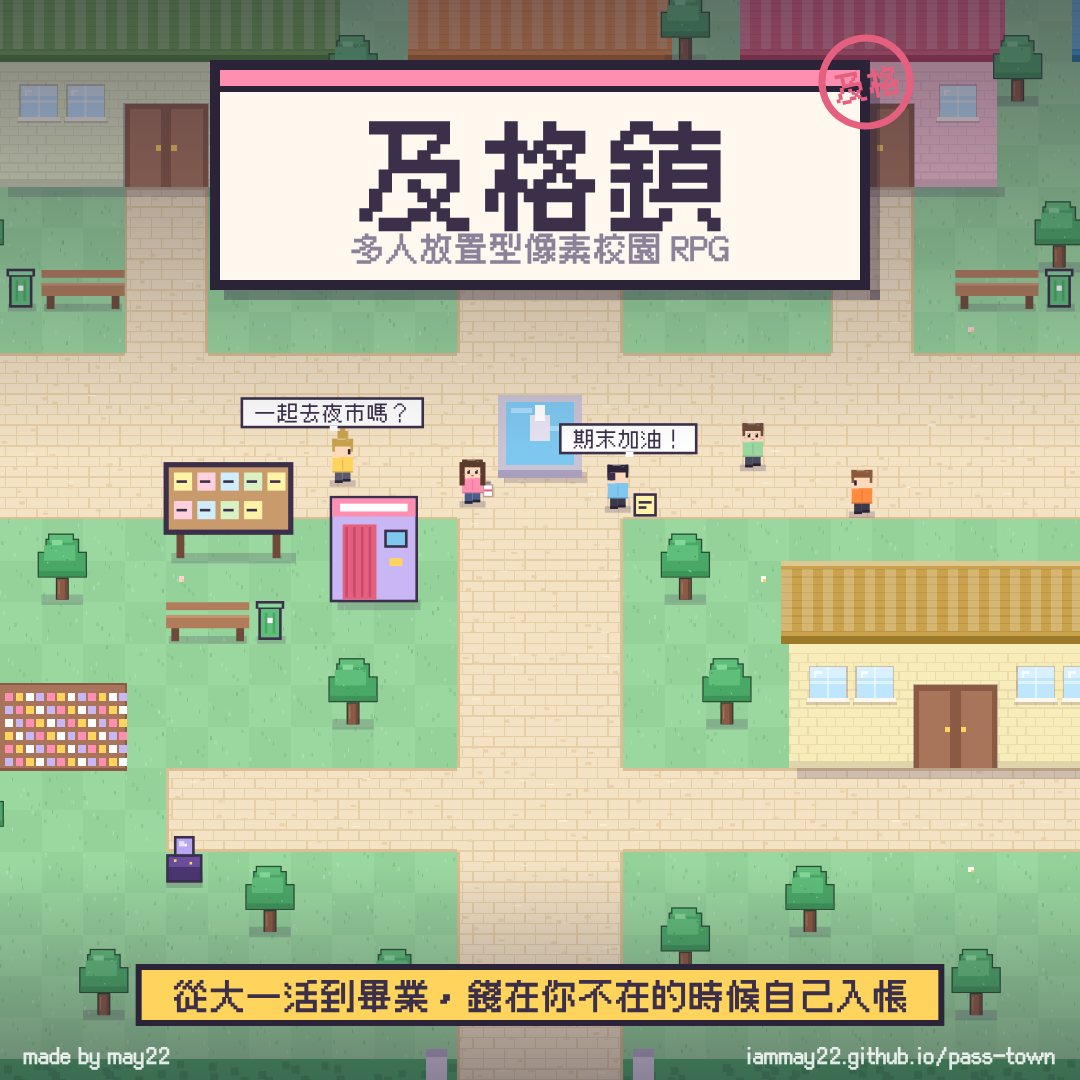 及格
及格鎮
多人放置型像素校園 RPG
一起去夜市嗎？
期末加油！
從大一活到畢業，錢在你不在的時候自己入帳
made by may22
iammay22.github.io/pass-town